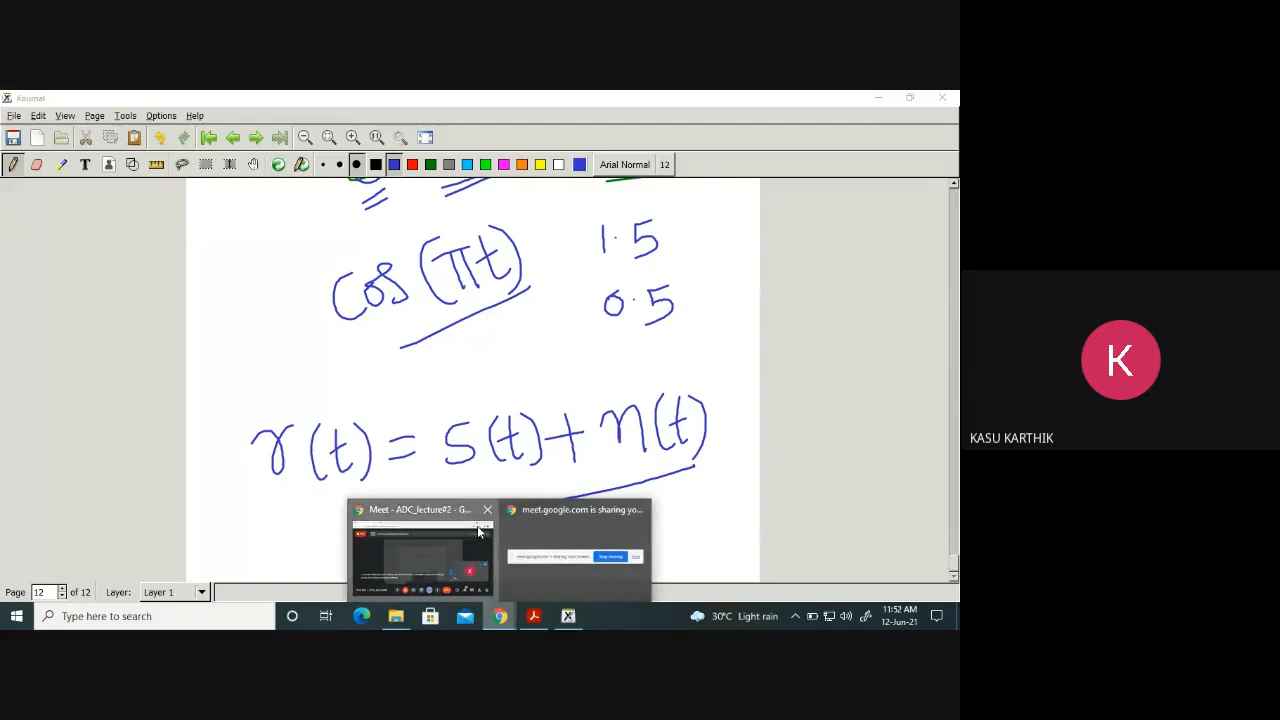 Xournal
File Edit View Page Tools Options Help
Arial Normal 12
cos(πt) 1.5
0.5
r(t) = s(t) + n(t)
Meet - ADC_lecture#2 - G... meet.google.com is sharing yo...
Stop sharing
Page 12 of 12 Layer: Layer 1
Type here to search
30°C Light rain
11:52 AM
12-Jun-21
K
KASU KARTHIK